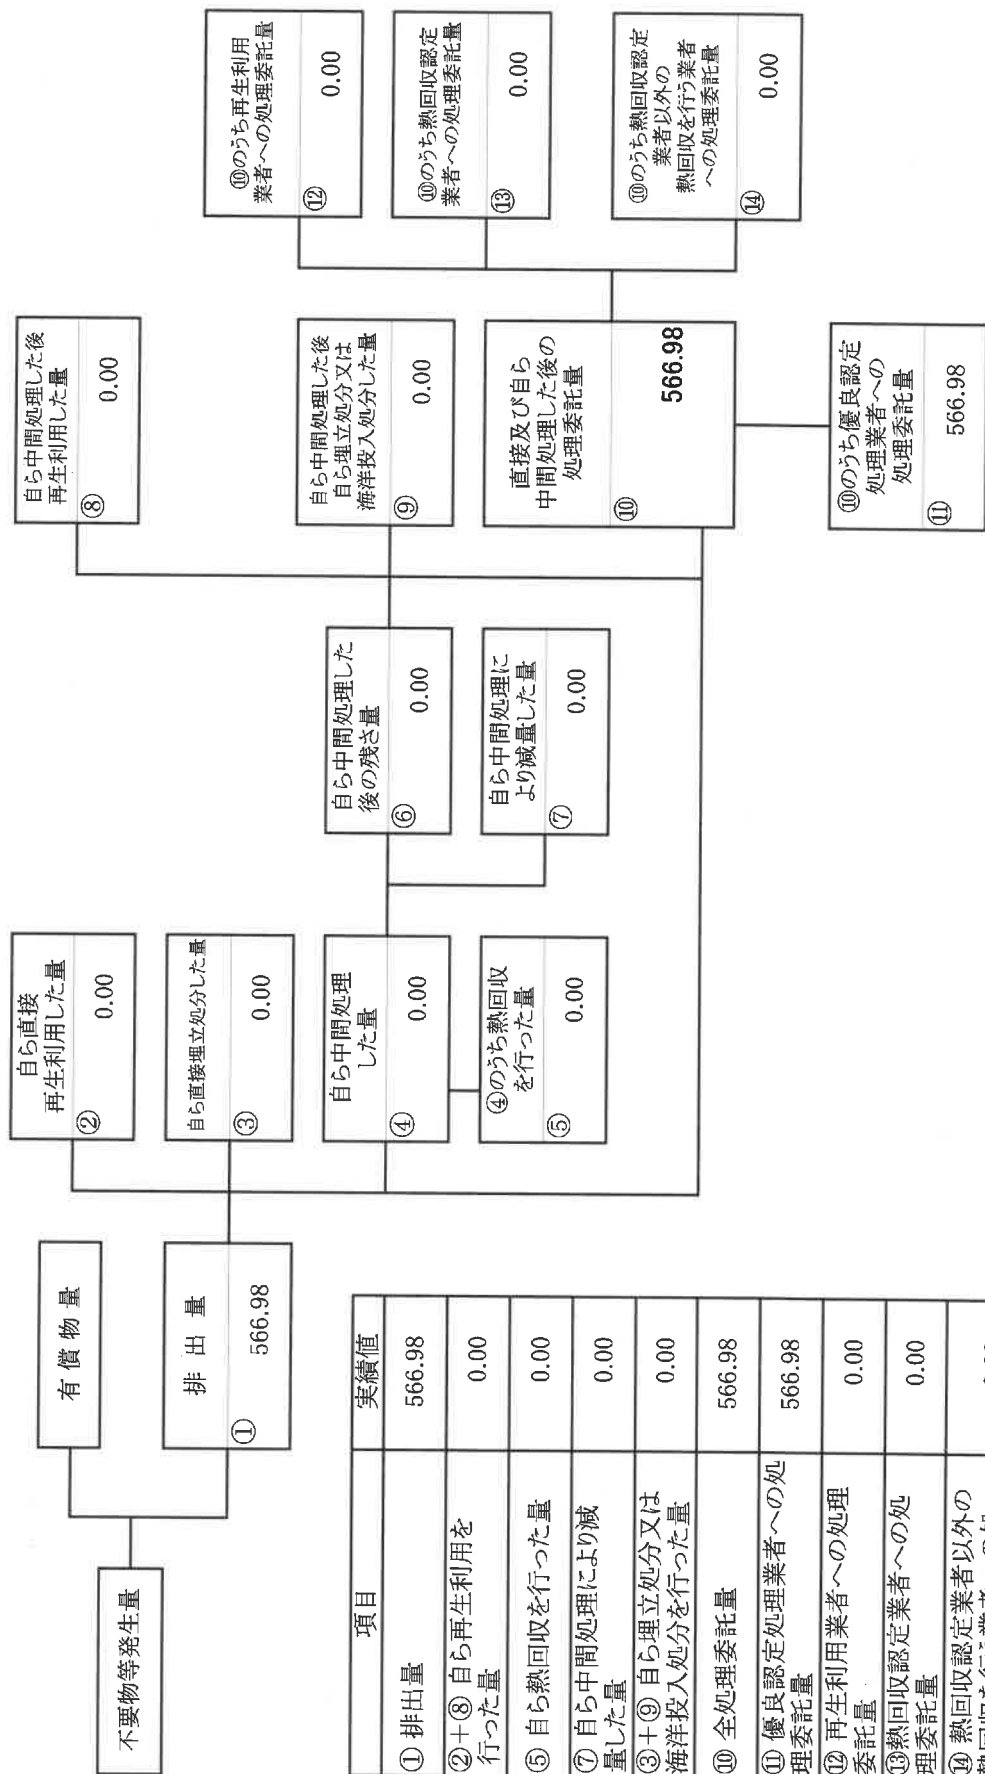 不要物等発生量
有 償 物 量
排 出 量
①
566.98
自ら直接
再生利用した量
②
0.00
自ら直接埋立処分した量
③
0.00
自ら中間処理
した量
④
0.00
④のうち熱回収
を行った量
⑤
0.00
自ら中間処理した
後の残さ量
⑥
0.00
自ら中間処理に
より減量した量
⑦
0.00
自ら中間処理した後
再生利用した量
⑧
0.00
自ら中間処理した後
自ら埋立処分又は
海洋投入処分した量
⑨
0.00
直接及び自ら
中間処理した後の
処理委託量
⑩
566.98
⑩のうち優良認定
処理業者への
処理委託量
⑪
566.98
⑩のうち再生利用
業者への処理委託量
⑫
0.00
⑩のうち熱回収認定
業者への処理委託量
⑬
0.00
⑩のうち熱回収認定
業者以外の
熱回収を行う業者
への処理委託量
⑭
0.00
項目 実績値
① 排出量 566.98
②+⑧ 自ら再生利用を
行った量 0.00
⑤ 自ら熱回収を行った量 0.00
⑦ 自ら中間処理により減
量した量 0.00
③+⑨ 自ら埋立処分又は
海洋投入処分を行った量 0.00
⑩ 全処理委託量 566.98
⑪ 優良認定処理業者への処
理委託量 566.98
⑫ 再生利用業者への処理
委託量 0.00
⑬熱回収認定業者への処
理委託量 0.00
⑭ 熱回収認定業者以外の